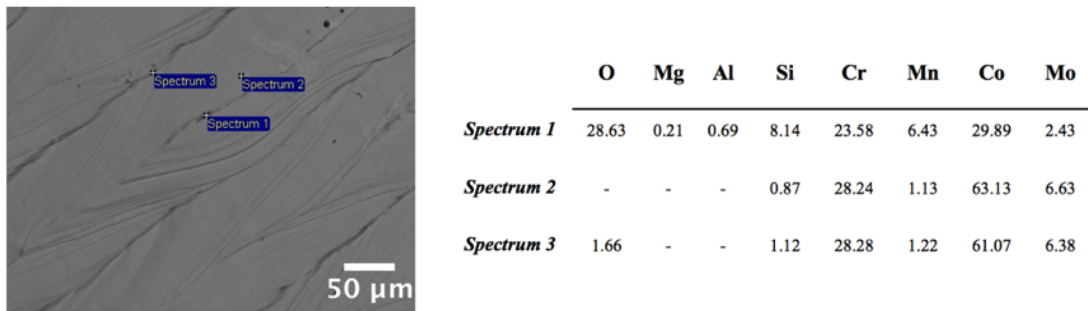 Spectrum 3
Spectrum 2
Spectrum 1
50 µm
O Mg Al Si Cr Mn Co Mo
Spectrum 1 28.63 0.21 0.69 8.14 23.58 6.43 29.89 2.43
Spectrum 2 - - - 0.87 28.24 1.13 63.13 6.63
Spectrum 3 1.66 - - 1.12 28.28 1.22 61.07 6.38